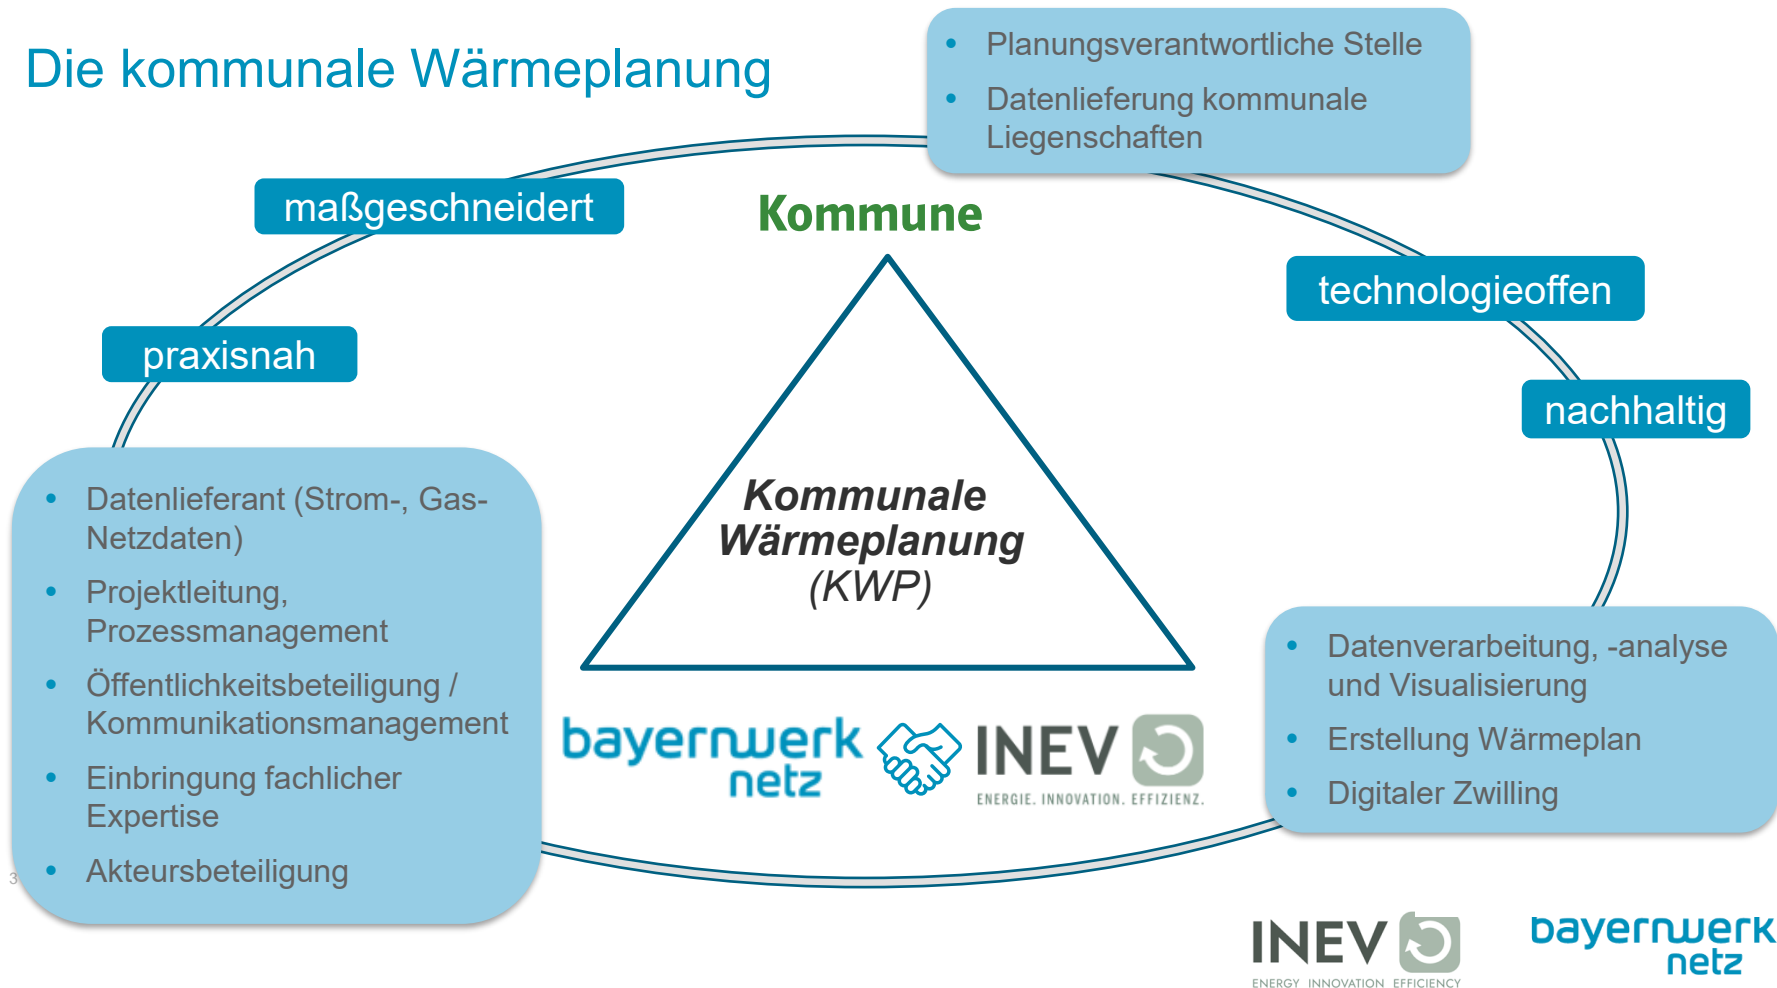 Die kommunale Wärmeplanung
• Planungsverantwortliche Stelle
• Datenlieferung kommunale
Liegenschaften
maßgeschneidert
Kommune
technologieoffen
praxisnah
nachhaltig
• Datenlieferant (Strom-, Gas-
Netzdaten)
• Projektleitung,
Prozessmanagement
• Öffentlichkeitsbeteiligung /
Kommunikationsmanagement
• Einbringung fachlicher
Expertise
• Akteursbeteiligung
Kommunale
Wärmeplanung
(KWP)
• Datenverarbeitung, -analyse
und Visualisierung
• Erstellung Wärmeplan
• Digitaler Zwilling
bayernwerk
netz
INEV
ENERGIE. INNOVATION. EFFIZIENZ.
3
INEV
ENERGY INNOVATION EFFICIENCY
bayernwerk
netz